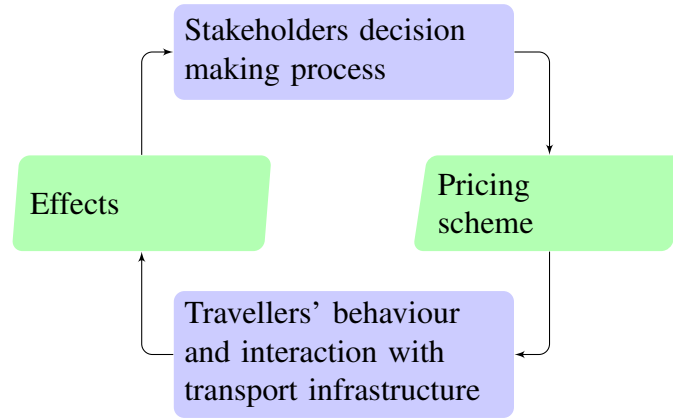 Stakeholders decision
making process
Effects
Pricing
scheme
Travellers’ behaviour
and interaction with
transport infrastructure